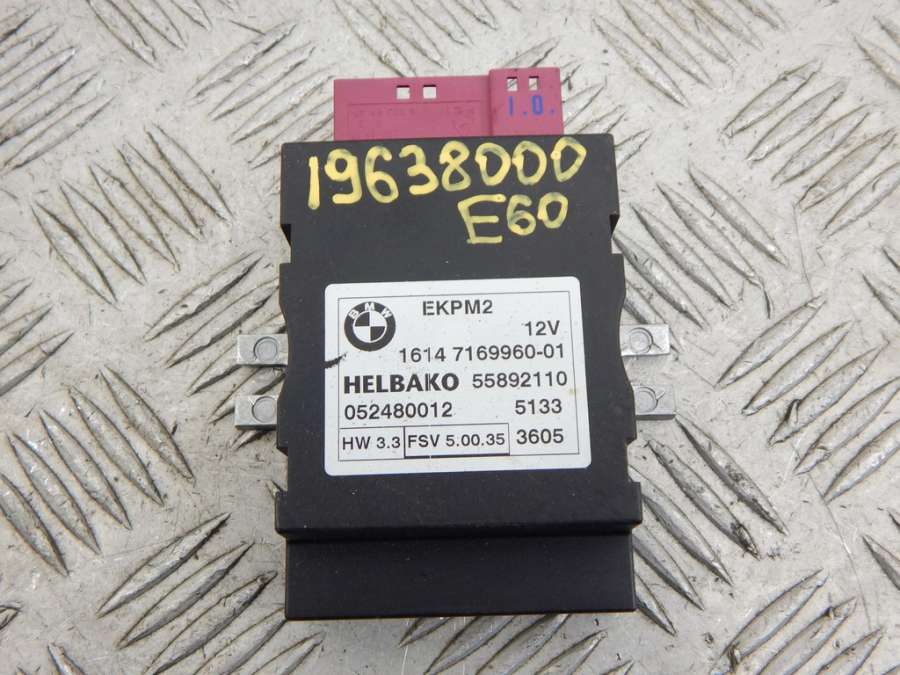 I.O.
19638000
E60
BMW
EKPM2
12V
1614 7169960-01
HELBAKO 55892110
052480012 5133
HW 3.3 FSV 5.00.35 3605